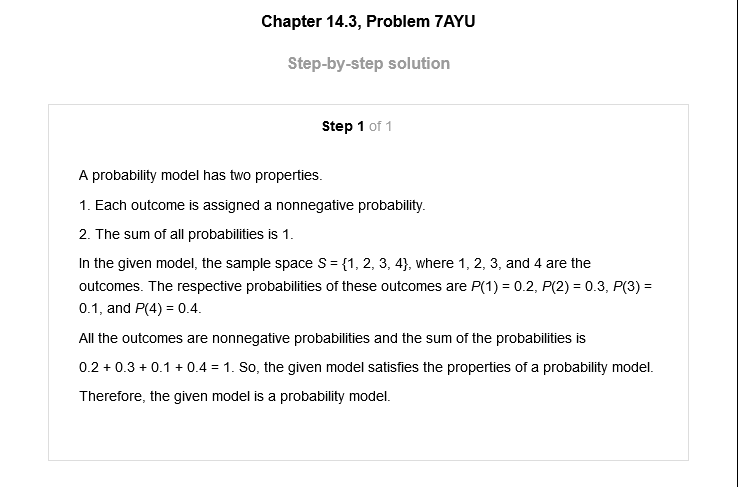 Chapter 14.3, Problem 7AYU
Step-by-step solution
Step 1 of 1
A probability model has two properties.
1. Each outcome is assigned a nonnegative probability.
2. The sum of all probabilities is 1.
In the given model, the sample space S = {1, 2, 3, 4}, where 1, 2, 3, and 4 are the
outcomes. The respective probabilities of these outcomes are P(1) = 0.2, P(2) = 0.3, P(3) =
0.1, and P(4) = 0.4.
All the outcomes are nonnegative probabilities and the sum of the probabilities is
0.2 + 0.3 + 0.1 + 0.4 = 1. So, the given model satisfies the properties of a probability model.
Therefore, the given model is a probability model.